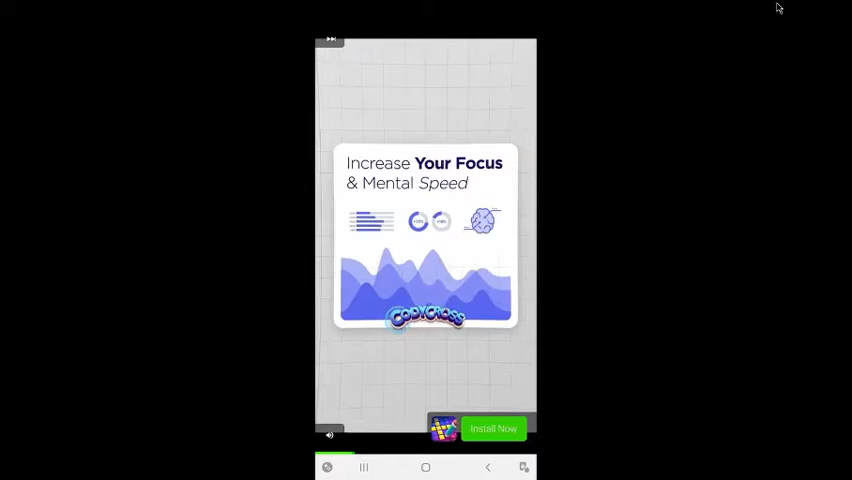 Increase Your Focus
& Mental Speed
CODYCROSS
Install Now